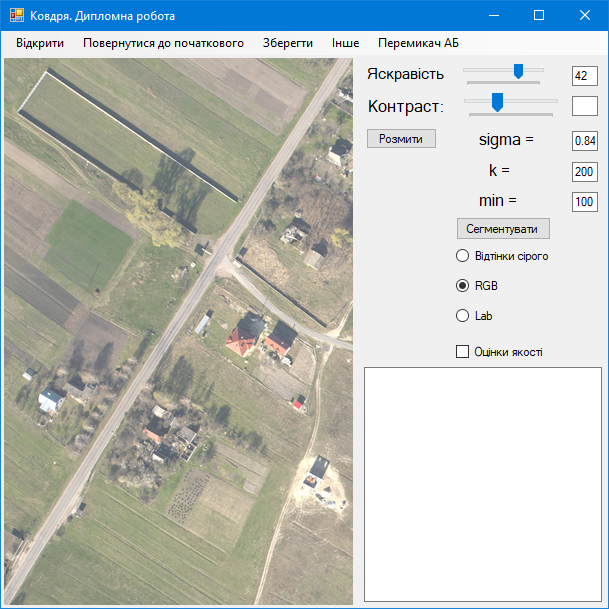 Ковдря. Дипломна робота
Відкрити Повернутися до початкового Зберегти Інше Перемикач АБ
Яскравість 42
Контраст:
Розмити sigma = 0.84
k = 200
min = 100
Сегментувати
Відтінки сірого
RGB
Lab
Оцінки якості